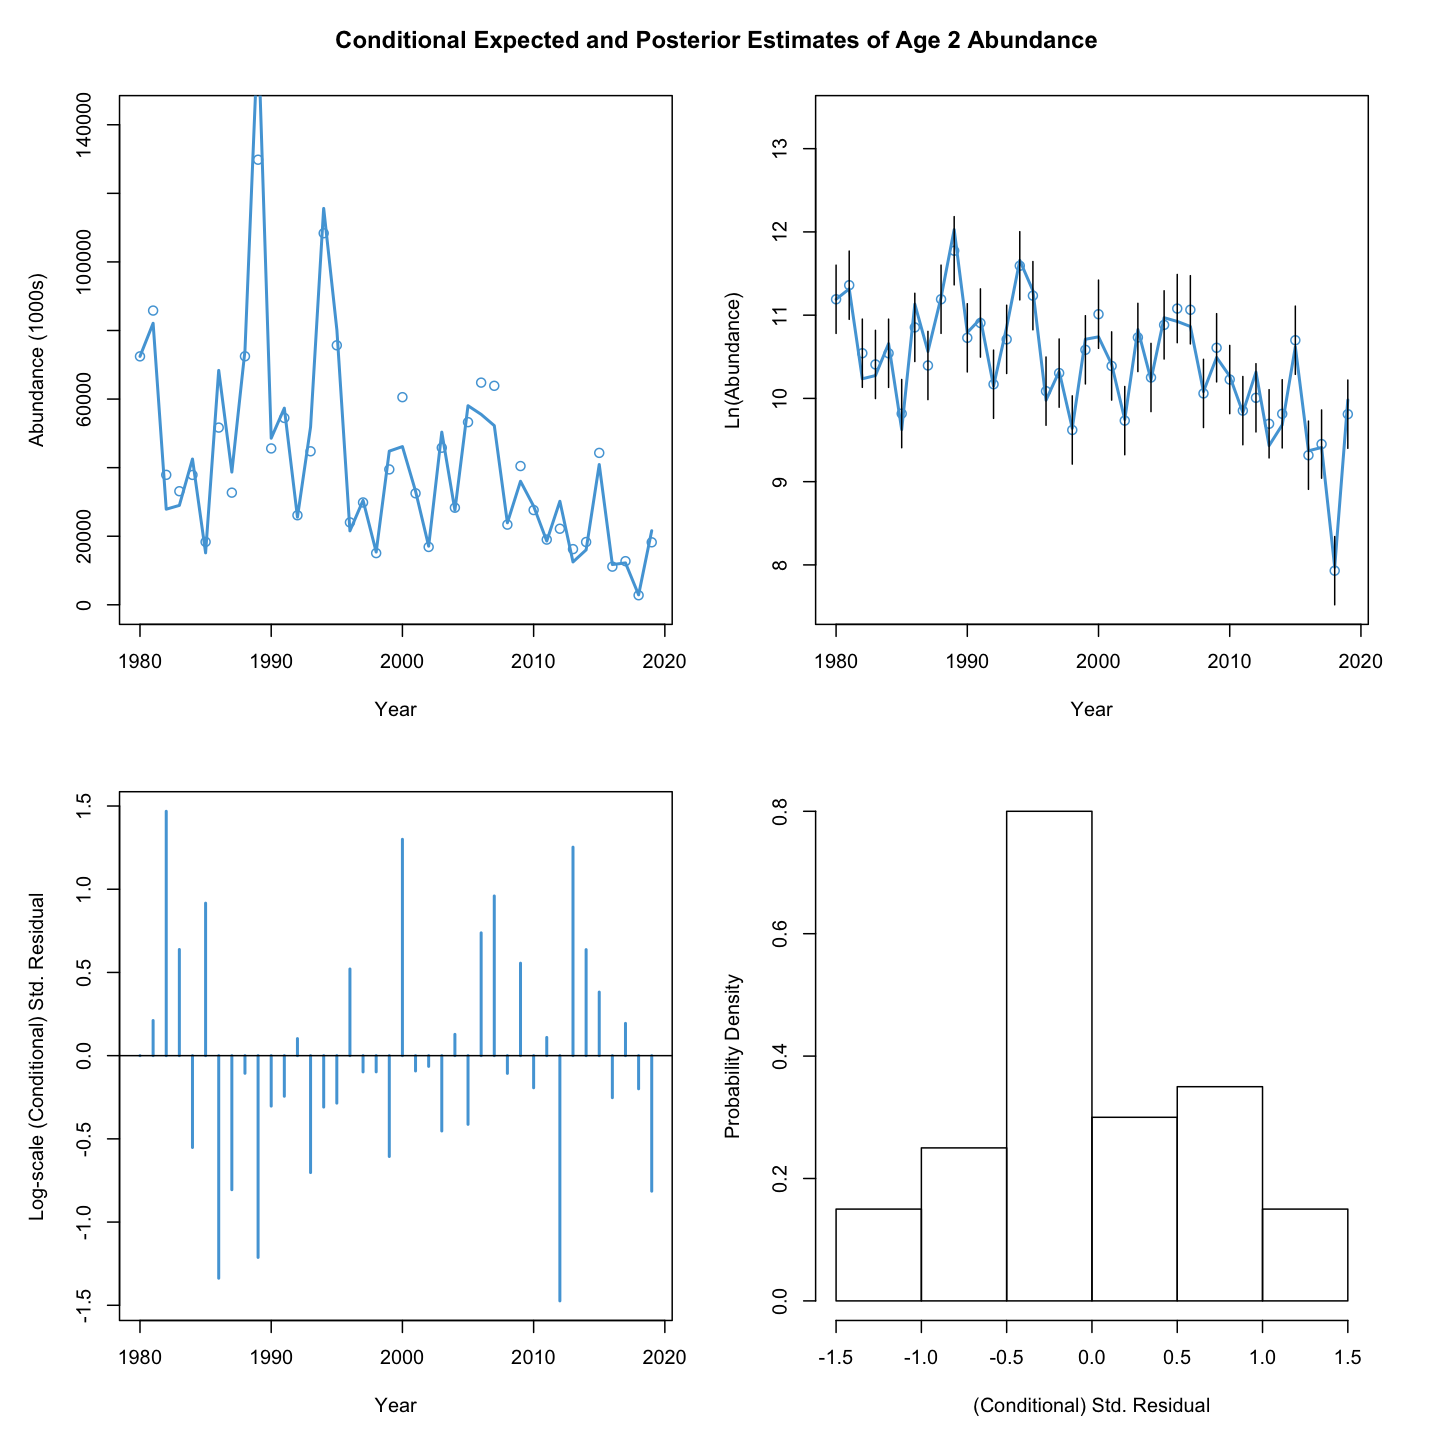 Conditional Expected and Posterior Estimates of Age 2 Abundance
Abundance (1000s)
140000
100000
60000
20000
0
1980 1990 2000 2010 2020
Year
Ln(Abundance)
13
12
11
10
9
8
1980 1990 2000 2010 2020
Year
Log-scale (Conditional) Std. Residual
1.5
1.0
0.5
0.0
-0.5
-1.0
-1.5
1980 1990 2000 2010 2020
Year
Probability Density
0.8
0.6
0.4
0.2
0.0
-1.5 -1.0 -0.5 0.0 0.5 1.0 1.5
(Conditional) Std. Residual